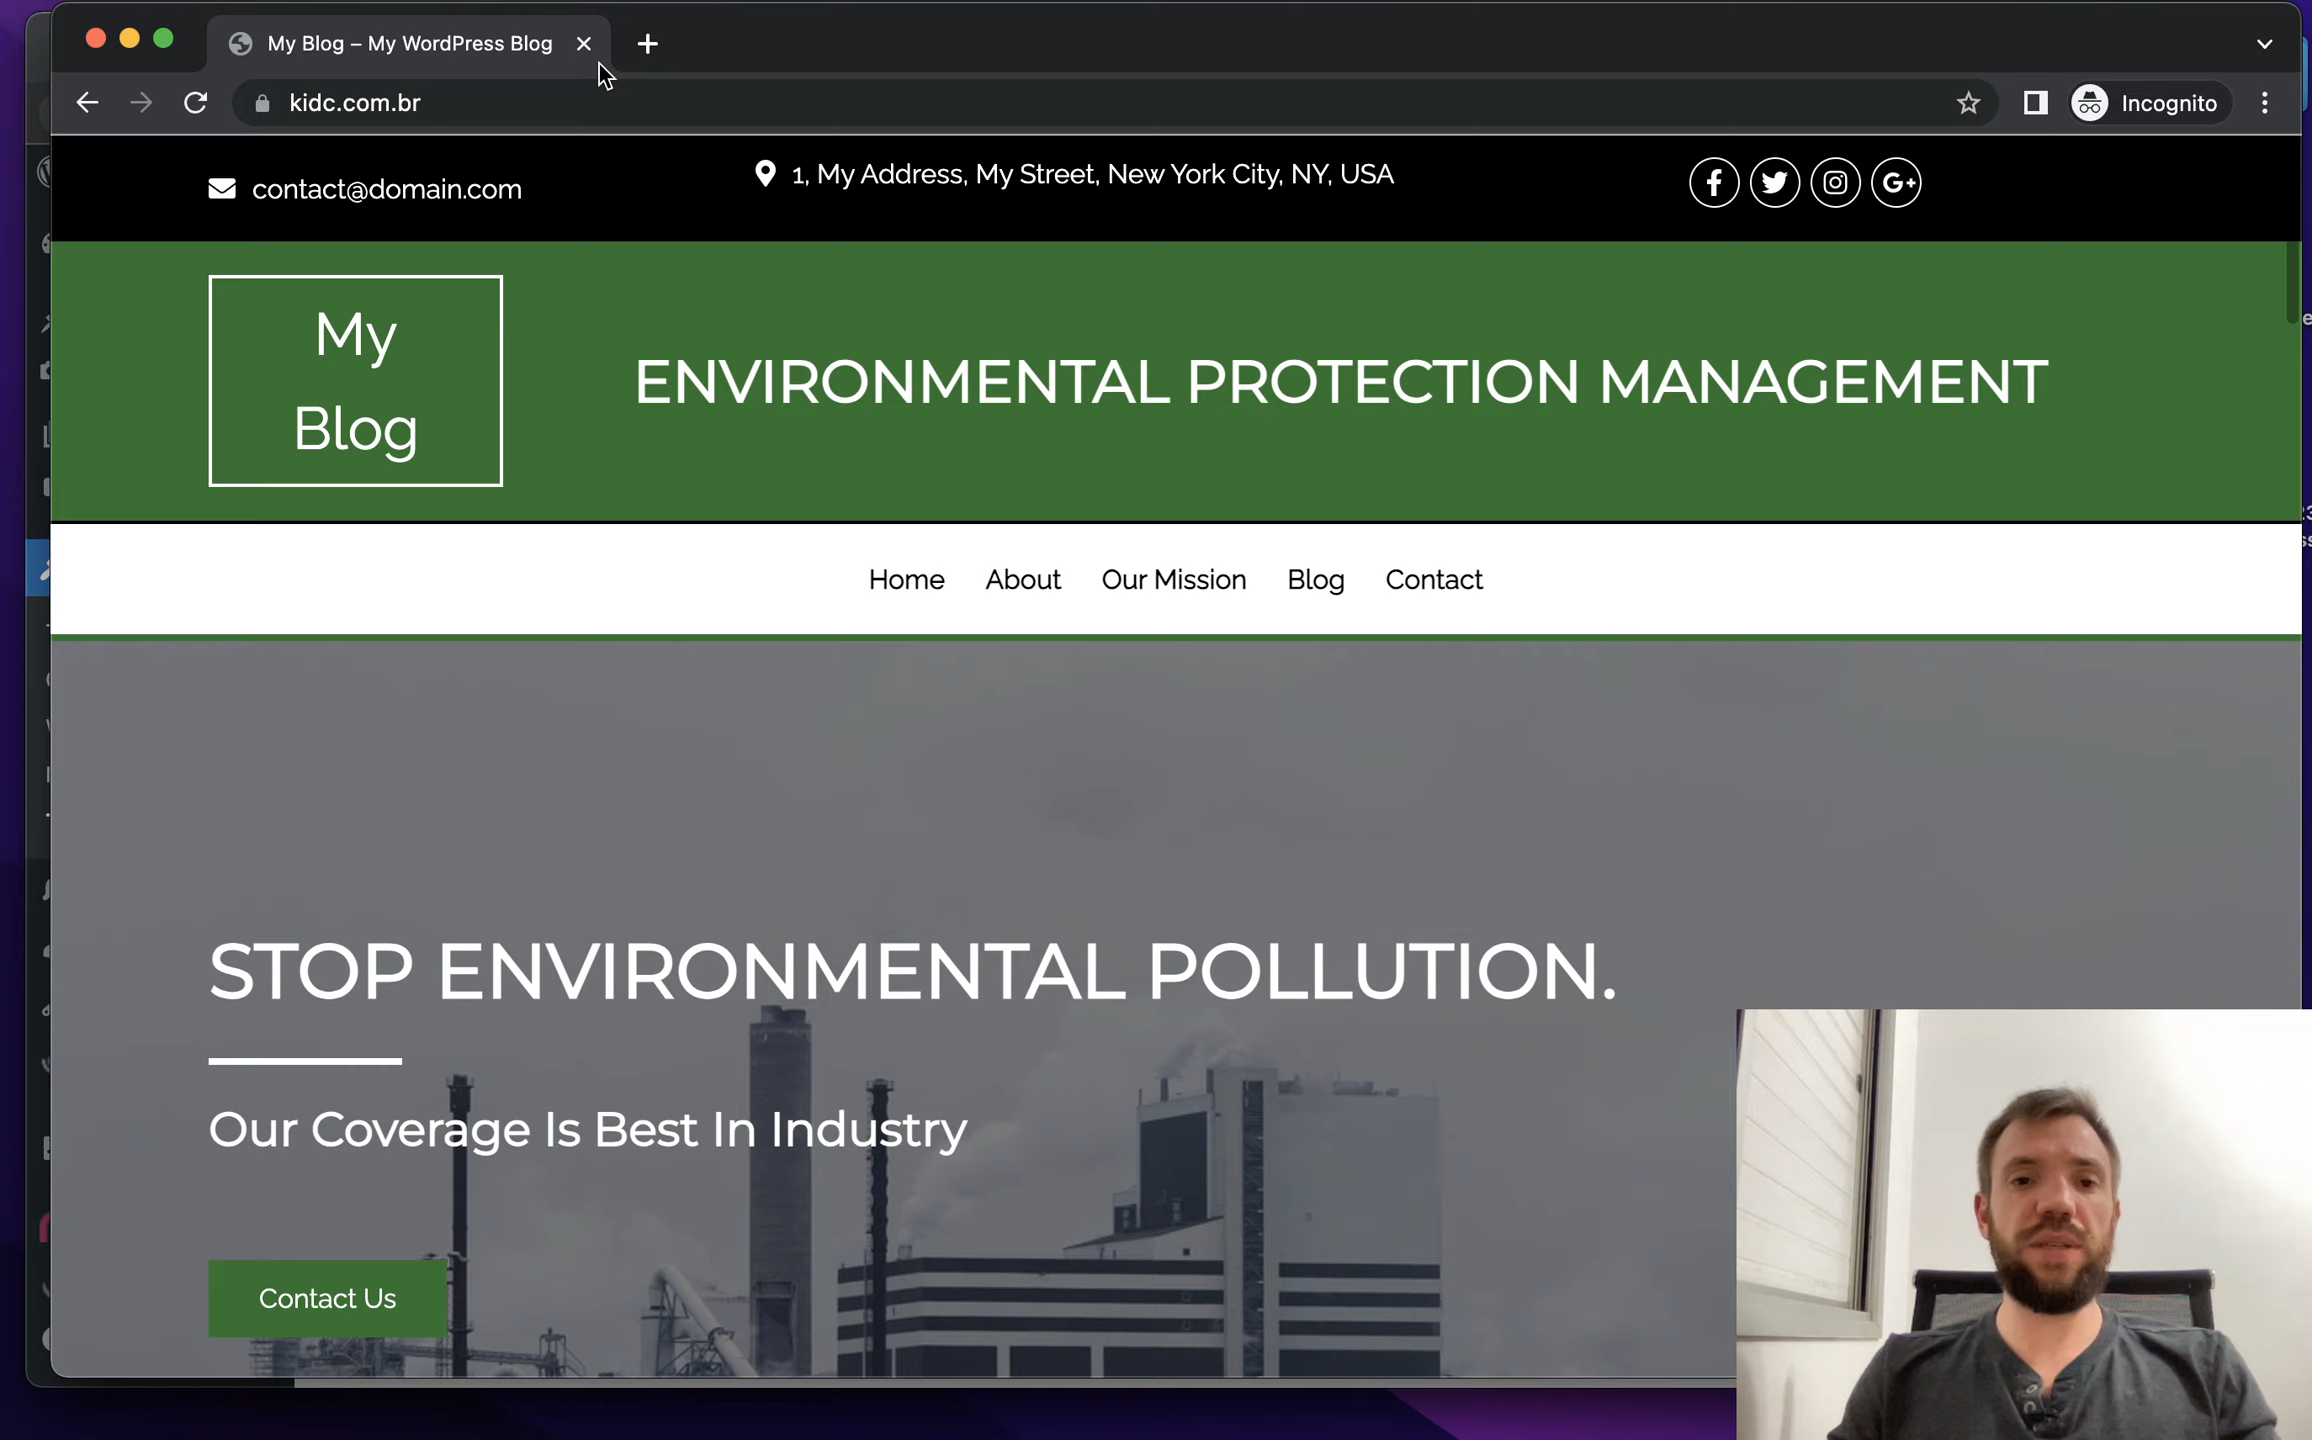 My Blog – My WordPress Blog
kidc.com.br
Incognito
contact@domain.com
1, My Address, My Street, New York City, NY, USA
My
Blog
ENVIRONMENTAL PROTECTION MANAGEMENT
Home About Our Mission Blog Contact
STOP ENVIRONMENTAL POLLUTION.
Our Coverage Is Best In Industry
Contact Us